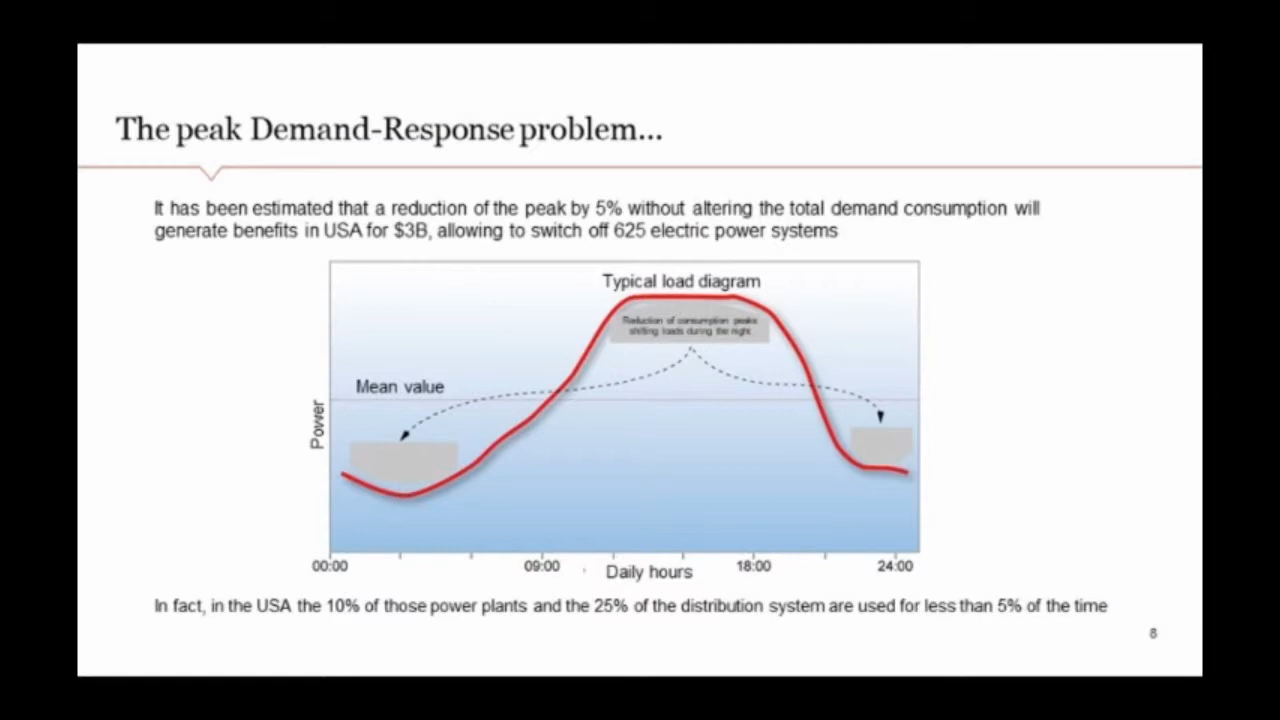 The peak Demand-Response problem...
It has been estimated that a reduction of the peak by 5% without altering the total demand consumption will
generate benefits in USA for $3B, allowing to switch off 625 electric power systems
Typical load diagram
Reduction of consumption peaks
shifting loads during the night
Mean value
Power
00:00 09:00 18:00 24:00
Daily hours
In fact, in the USA the 10% of those power plants and the 25% of the distribution system are used for less than 5% of the time
8